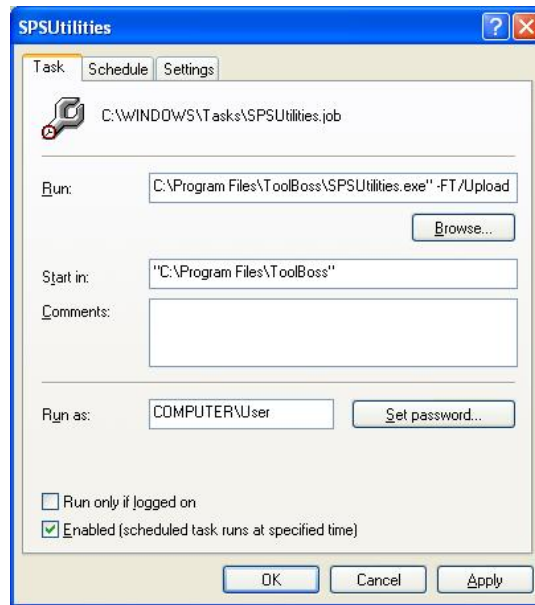 SPSUtilities
Task Schedule Settings
C:\WINDOWS\Tasks\SPSUtilities.job
Run: C:\Program Files\ToolBoss\SPSUtilities.exe" -FT/Upload
Browse...
Start in: "C:\Program Files\ToolBoss"
Comments:
Run as: COMPUTER\User Set password...
Run only if logged on
Enabled (scheduled task runs at specified time)
OK Cancel Apply